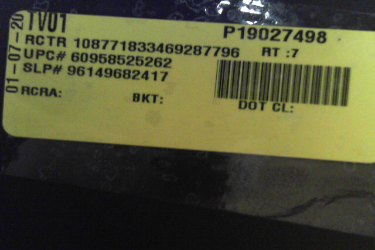 01-07-20
TV01
P19027498
RCTR 108771833469287796 RT :7
UPC# 60958525262
SLP# 96149682417
RCRA: BKT: DOT CL: